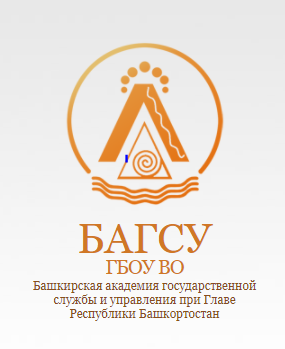 БАГСУ
ГБОУ ВО
Башкирская академия государственной
службы и управления при Главе
Республики Башкортостан